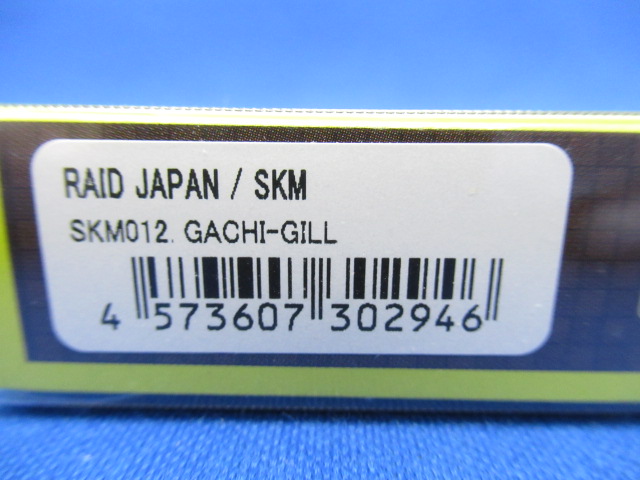 RAID JAPAN / SKM
SKM012. GACHI-GILL
4 573607 302946